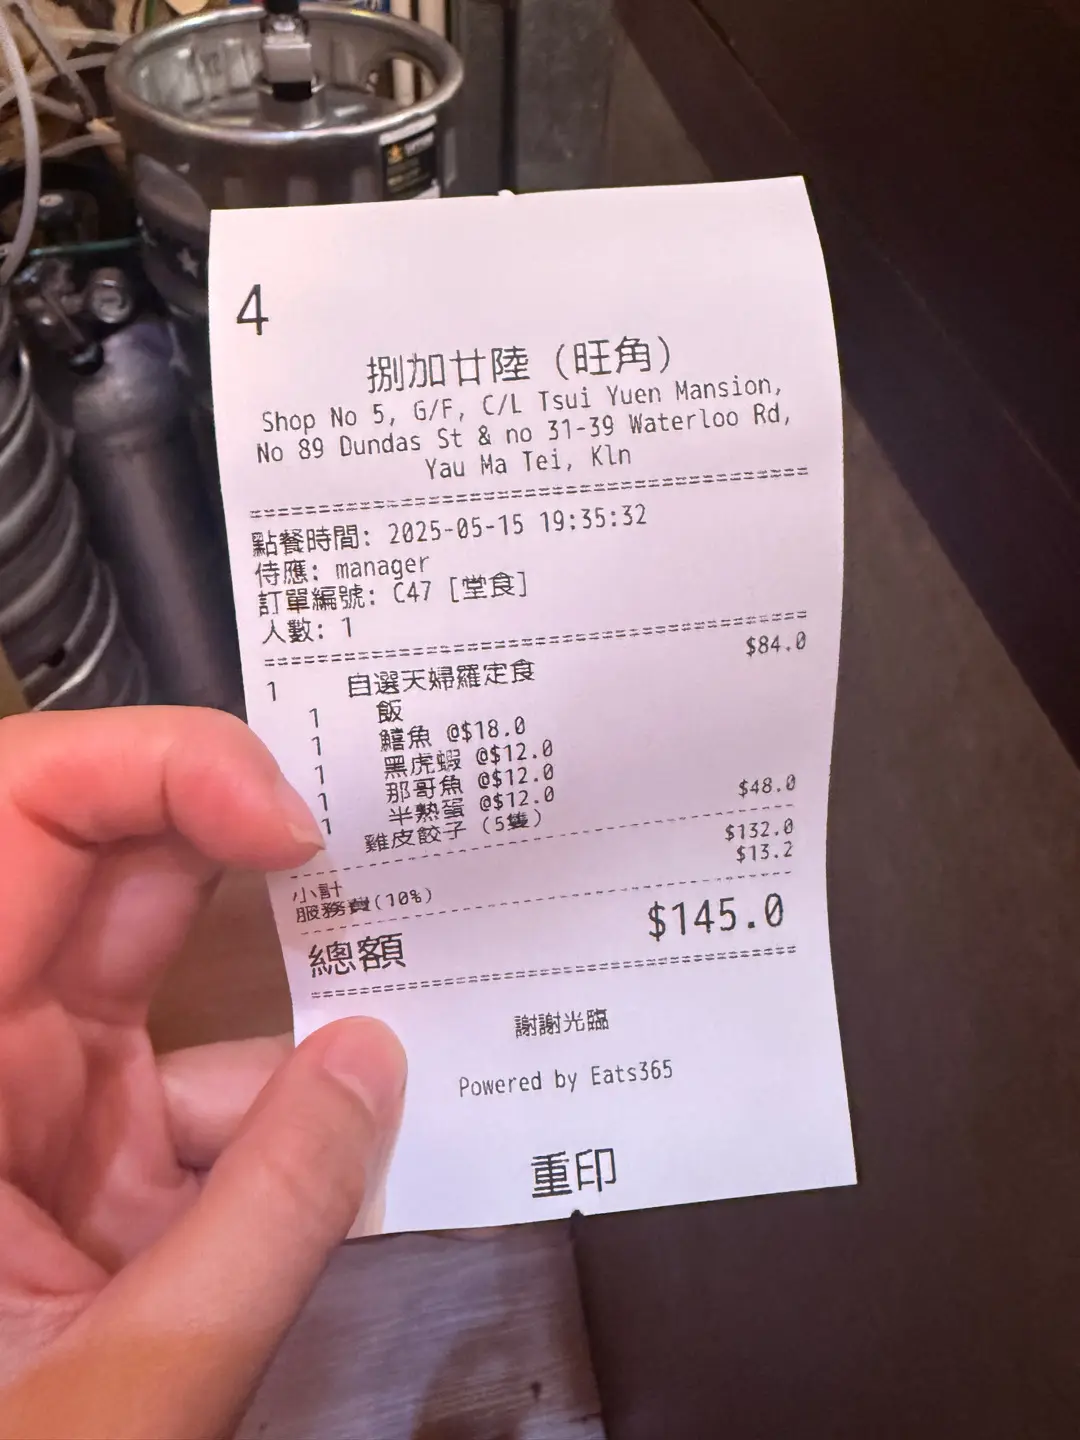 4
捌加廿陸 (旺角)
Shop No 5, G/F, C/L Tsui Yuen Mansion,
No 89 Dundas St & no 31-39 Waterloo Rd,
Yau Ma Tei, Kln
點餐時間: 2025-05-15 19:35:32
侍應: manager
訂單編號: C47 [堂食]
人數: 1
1 自選天婦羅定食 $84.0
1 飯
1 鱚魚 @$18.0
1 黑虎蝦 @$12.0
1 那哥魚 @$12.0
1 半熟蛋 @$12.0
雞皮餃子 (5隻) $48.0
小計 $132.0
服務費(10%) $13.2
總額 $145.0
謝謝光臨
Powered by Eats365
重印